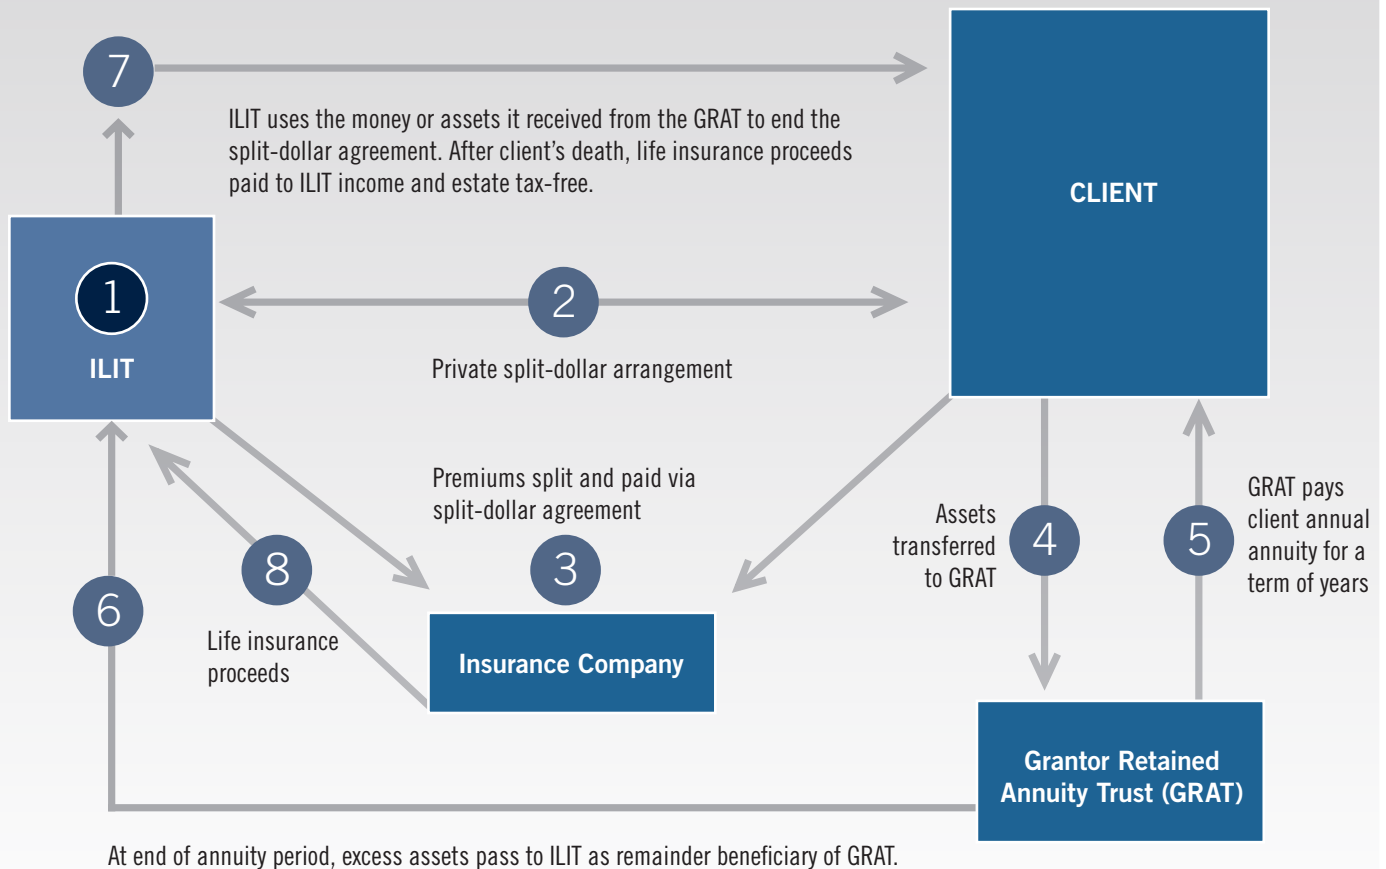 7
ILIT uses the money or assets it received from the GRAT to end the
split-dollar agreement. After client’s death, life insurance proceeds
paid to ILIT income and estate tax-free.
CLIENT
1
ILIT
2
Private split-dollar arrangement
Premiums split and paid via
split-dollar agreement
3
Insurance Company
8
Life insurance
proceeds
6
Assets
transferred
to GRAT
4
5
GRAT pays
client annual
annuity for a
term of years
Grantor Retained
Annuity Trust (GRAT)
At end of annuity period, excess assets pass to ILIT as remainder beneficiary of GRAT.